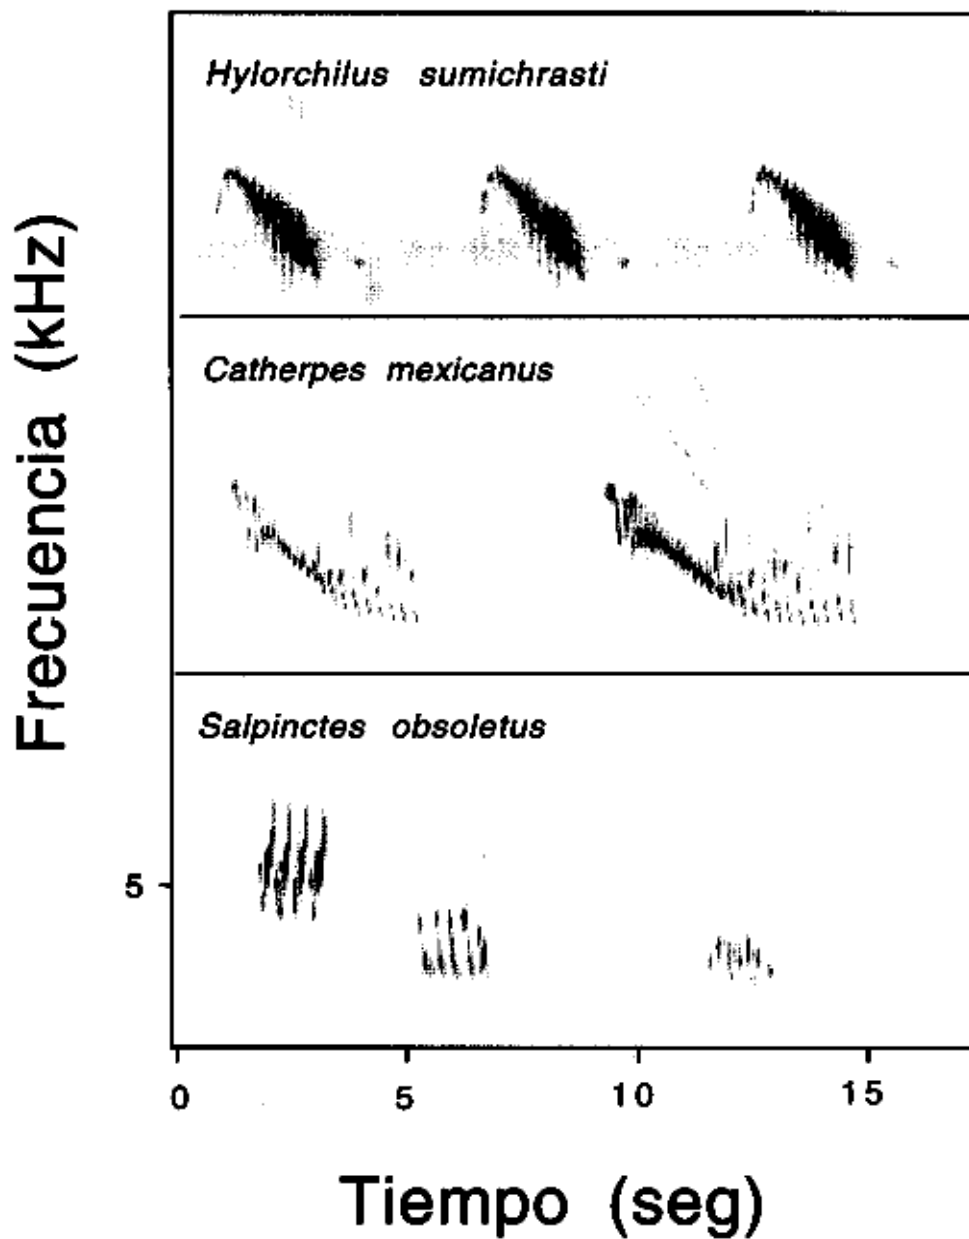 Frecuencia (kHz)
Hylorchilus sumichrasti
Catherpes mexicanus
Salpinctes obsoletus
5
0 5 10 15
Tiempo (seg)